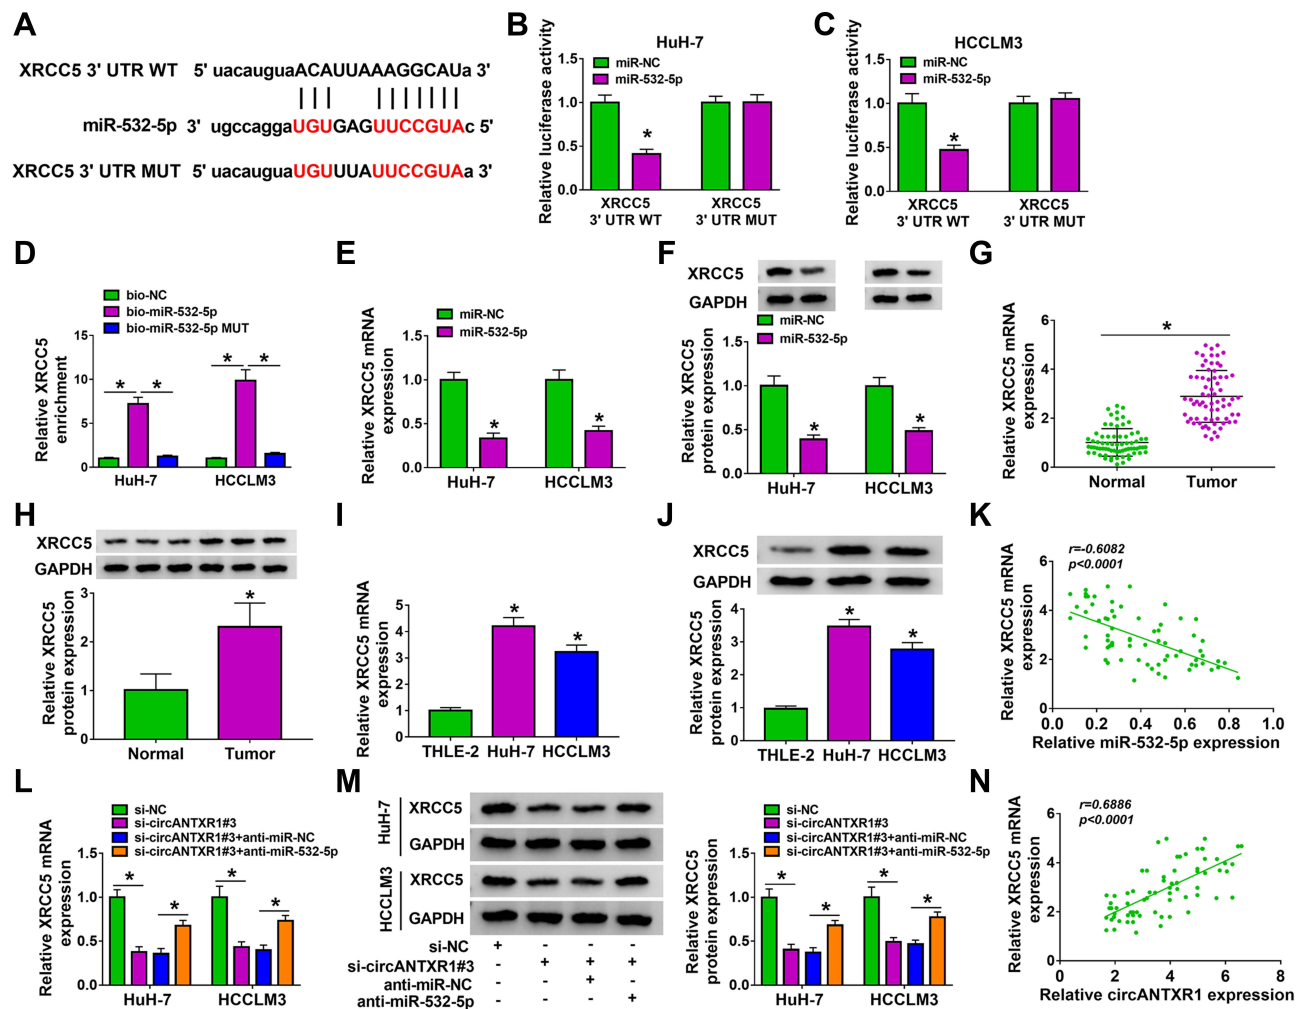 A
XRCC5 3' UTR WT 5' uacauguaACAUUAAAGGCAUa 3'
miR-532-5p 3' ugccaggaUGUGAGUUCCGUAc 5'
XRCC5 3' UTR MUT 5' uacauguaUGUUUAUUCCGUAa 3'
B
HuH-7
miR-NC
miR-532-5p
Relative luciferase activity
1.5
1.0
0.5
0.0
*
XRCC5 3' UTR WT
XRCC5 3' UTR MUT
C
HCCLM3
miR-NC
miR-532-5p
Relative luciferase activity
1.5
1.0
0.5
0.0
*
XRCC5 3' UTR WT
XRCC5 3' UTR MUT
D
bio-NC
bio-miR-532-5p
bio-miR-532-5p MUT
Relative XRCC5 enrichment
15
10
5
0
* * * *
HuH-7 HCCLM3
E
miR-NC
miR-532-5p
Relative XRCC5 mRNA expression
1.5
1.0
0.5
0.0
* *
HuH-7 HCCLM3
F
XRCC5
GAPDH
miR-NC
miR-532-5p
Relative XRCC5 protein expression
1.5
1.0
0.5
0.0
* *
HuH-7 HCCLM3
G
Relative XRCC5 mRNA expression
6
4
2
0
*
Normal Tumor
H
XRCC5
GAPDH
Relative XRCC5 protein expression
3
2
1
0
*
Normal Tumor
I
Relative XRCC5 mRNA expression
5
4
3
2
1
0
* *
THLE-2 HuH-7 HCCLM3
J
XRCC5
GAPDH
Relative XRCC5 protein expression
4
3
2
1
0
* *
THLE-2 HuH-7 HCCLM3
K
r=-0.6082
p<0.0001
Relative XRCC5 mRNA expression
6
4
2
0
0.0 0.2 0.4 0.6 0.8 1.0
Relative miR-532-5p expression
L
si-NC
si-circANTXR1#3
si-circANTXR1#3+anti-miR-NC
si-circANTXR1#3+anti-miR-532-5p
Relative XRCC5 mRNA expression
1.5
1.0
0.5
0.0
* * * *
HuH-7 HCCLM3
M
HuH-7
XRCC5
GAPDH
HCCLM3
XRCC5
GAPDH
si-NC + - - -
si-circANTXR1#3 - + + +
anti-miR-NC - - + -
anti-miR-532-5p - - - +
si-NC
si-circANTXR1#3
si-circANTXR1#3+anti-miR-NC
si-circANTXR1#3+anti-miR-532-5p
Relative XRCC5 protein expression
1.5
1.0
0.5
0.0
* * * *
HuH-7 HCCLM3
N
r=0.6886
p<0.0001
Relative XRCC5 mRNA expression
6
4
2
0
0 2 4 6 8
Relative circANTXR1 expression